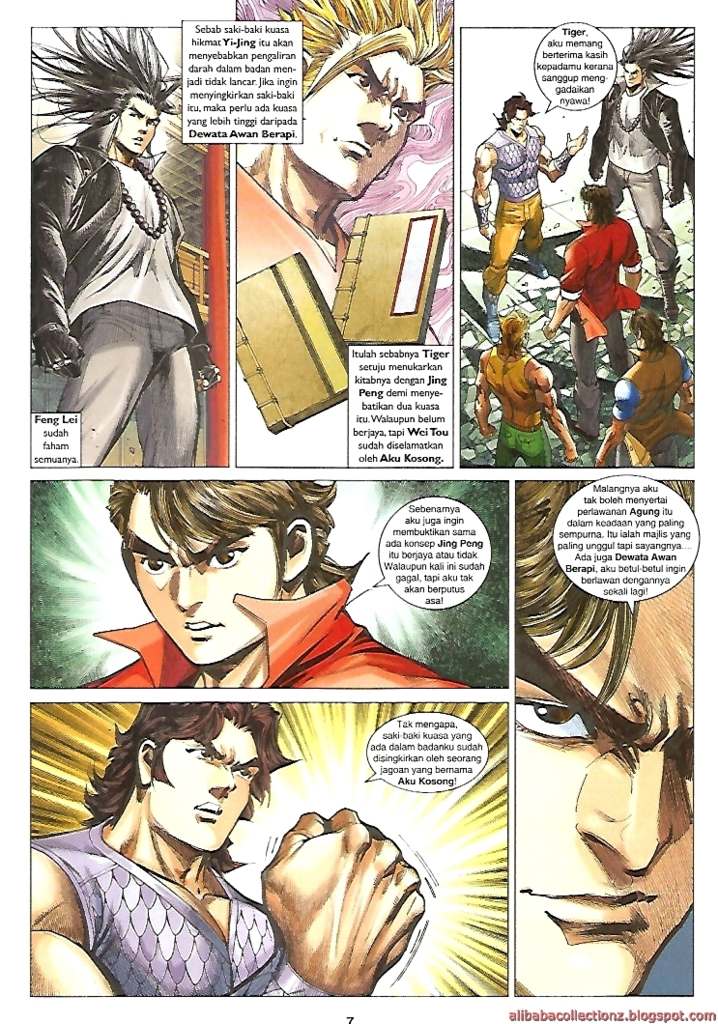 Sebab saki-baki kuasa
hikmat Yi-Jing itu akan
menyebabkan pengaliran
darah dalam badan men-
jadi tidak lancar. Jika ingin
menyingkirkan saki-baki
itu, maka perlu ada kuasa
yang lebih tinggi daripada
Dewata Awan Berapi.
Feng Lei
sudah
faham
semuanya.
Itulah sebabnya Tiger
setuju menukarkan
kitabnya dengan Jing
Peng demi menye-
batikan dua kuasa
itu. Walaupun belum
berjaya, tapi Wei Tou
sudah diselamatkan
oleh Aku Kosong.
Tiger,
aku memang
berterima kasih
kepadamu kerana
sanggup meng-
gadaikan
nyawa!
Sebenarnya
aku juga ingin
membuktikan sama
ada konsep Jing Peng
itu berjaya atau tidak.
Walaupun kali ini sudah
gagal, tapi aku tak
akan berputus
asa!
Malangnya aku
tak boleh menyertai
perlawanan Agung itu
dalam keadaan yang paling
sempurna. Itu ialah majlis yang
paling unggul tapi sayangnya....
Ada juga Dewata Awan
Berapi, aku betul-betul ingin
berlawan dengannya
sekali lagi!
Tak mengapa,
saki-baki kuasa yang
ada dalam badanku sudah
disingkirkan oleh seorang
jagoan yang bernama
Aku Kosong!
7
alibabacollectionz.blogspot.com